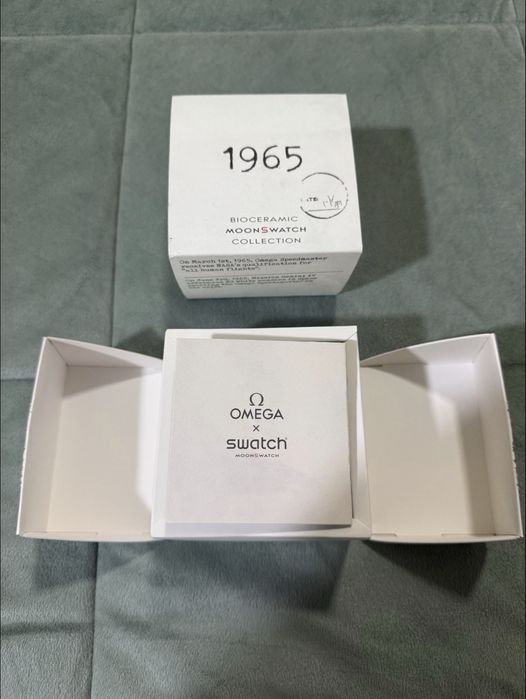 1965
DATE:
BIOCERAMIC
MOONSWATCH
COLLECTION
On March 1st, 1965, Omega Speedmaster
receives NASA's qualification for
"all human flights".
Ω
OMEGA
x
swatch
MOONSWATCH